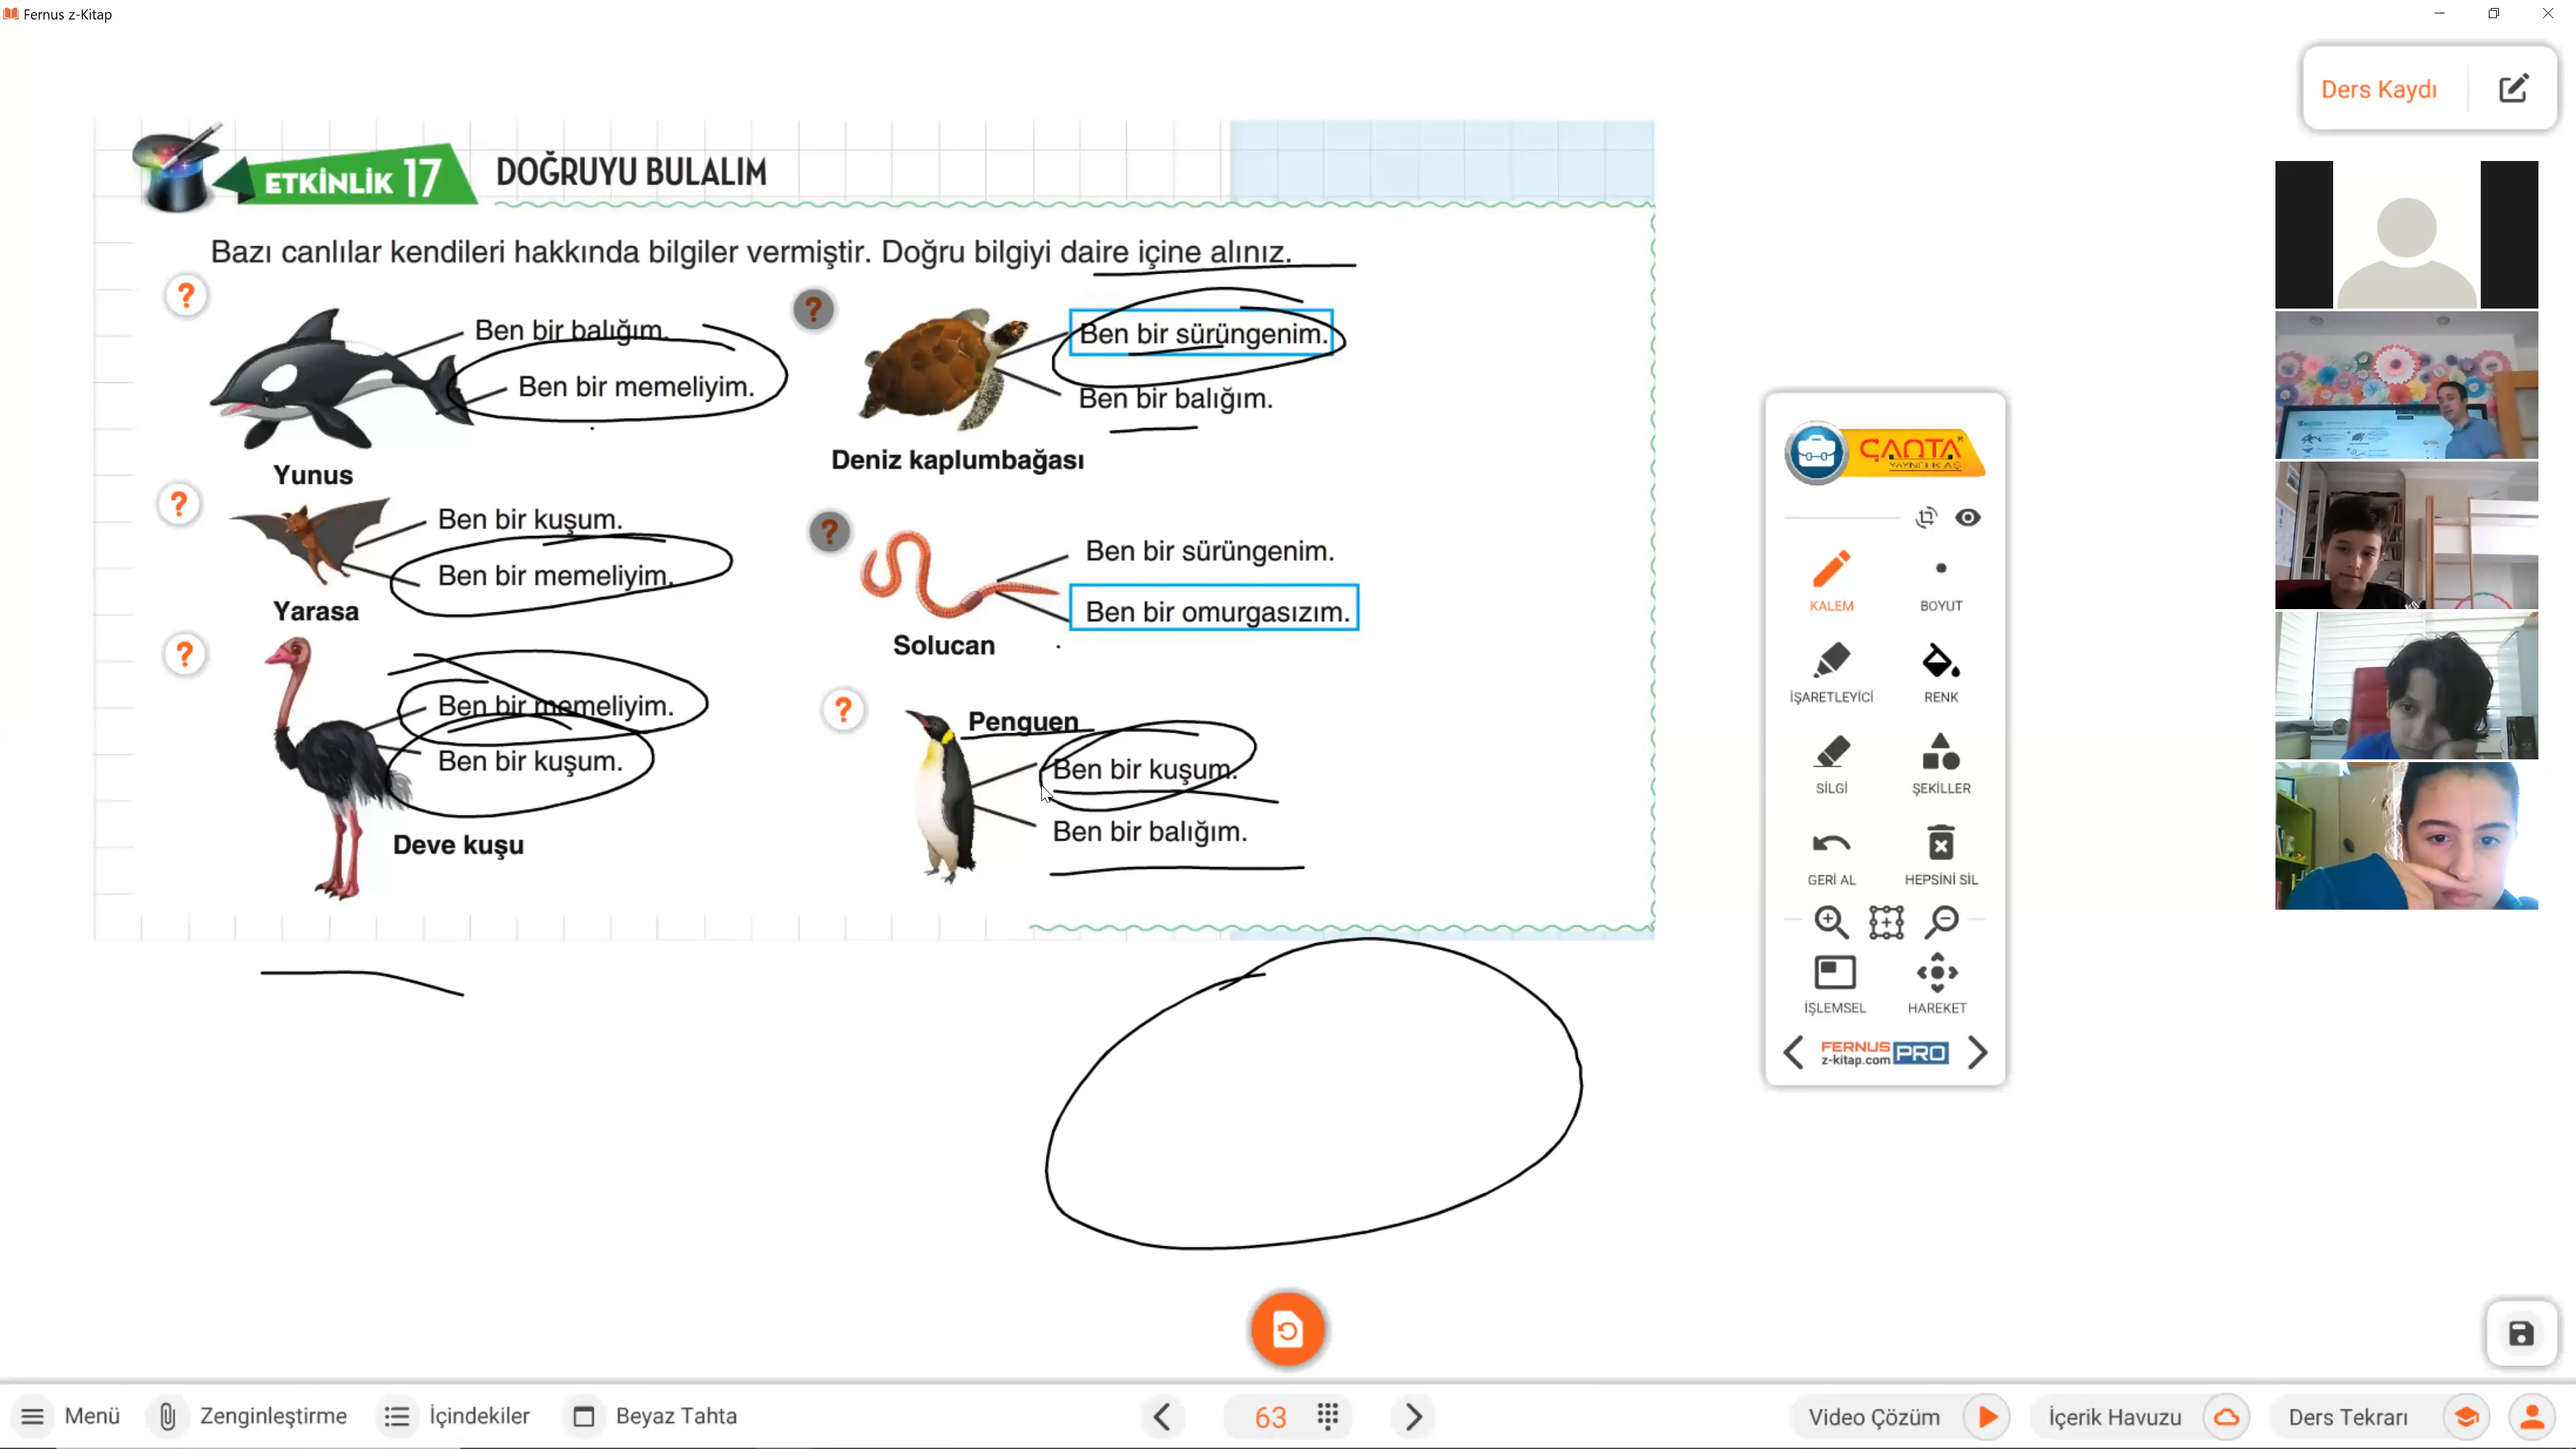 Fernus z-Kitap
Ders Kaydı
ETKİNLİK 17
DOĞRUYU BULALIM
Bazı canlılar kendileri hakkında bilgiler vermiştir. Doğru bilgiyi daire içine alınız.
?
Ben bir balığım.
Ben bir memeliyim.
Yunus
?
Ben bir sürüngenim.
Ben bir balığım.
Deniz kaplumbağası
?
Ben bir kuşum.
Ben bir memeliyim.
Yarasa
?
Ben bir sürüngenim.
Ben bir omurgasızım.
Solucan
?
Ben bir memeliyim.
Ben bir kuşum.
Deve kuşu
?
Penguen
Ben bir kuşum.
Ben bir balığım.
ÇANTA
YAYINCILIK A.Ş.
KALEM
BOYUT
İŞARETLEYİCİ
RENK
SİLGİ
ŞEKİLLER
GERİ AL
HEPSİNİ SİL
İŞLEMSEL
HAREKET
FERNUS
z-kitap.com PRO
Menü
Zenginleştirme
İçindekiler
Beyaz Tahta
63
Video Çözüm
İçerik Havuzu
Ders Tekrarı